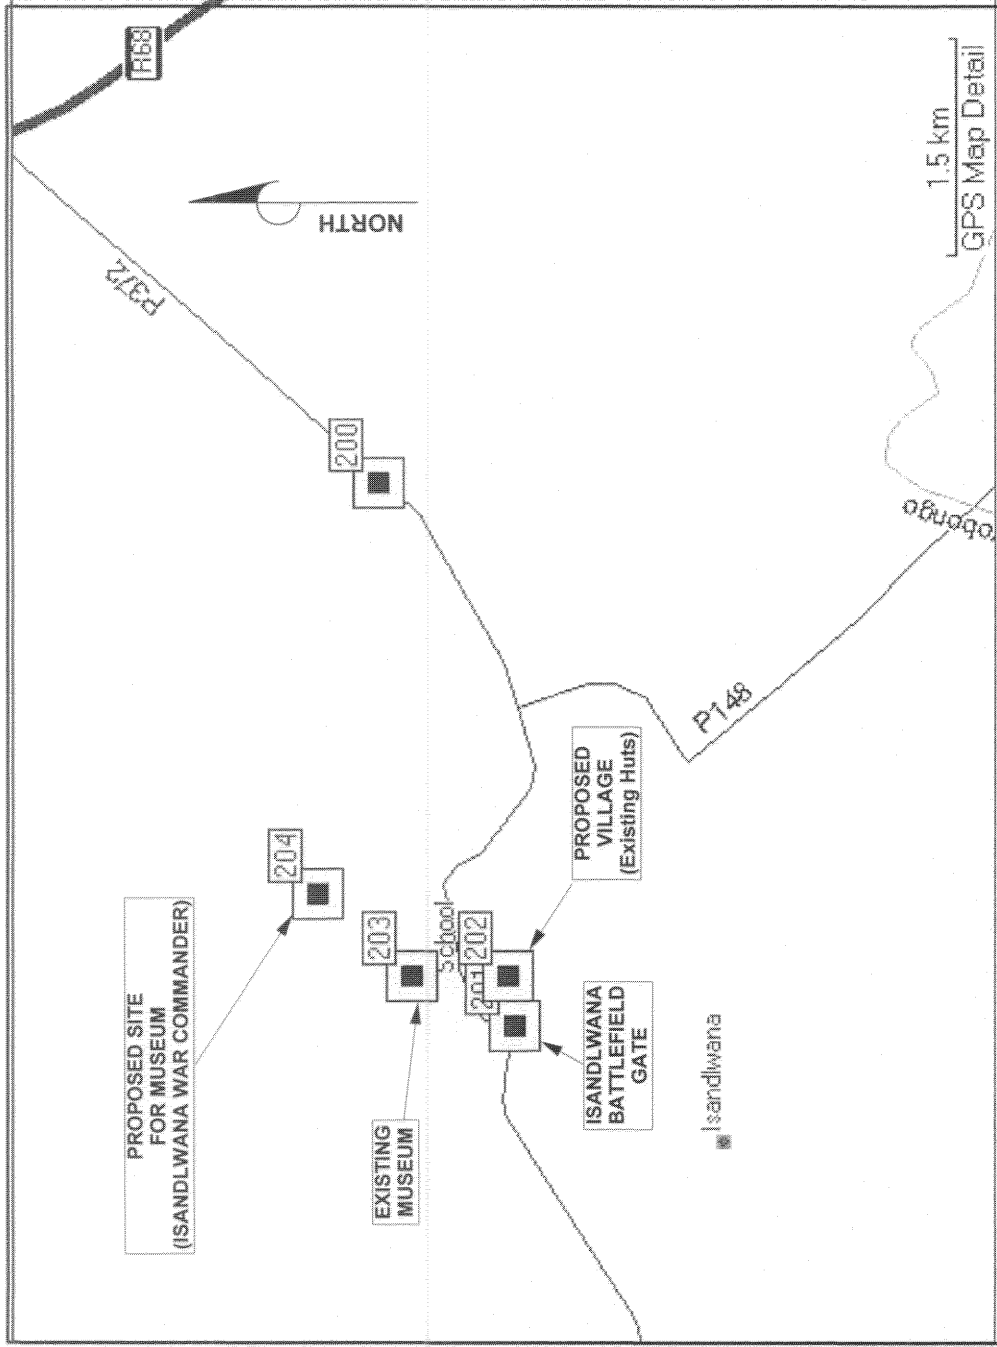 R68
P372
NORTH
200
1.5 km
GPS Map Detail
PROPOSED SITE
FOR MUSEUM
(ISANDLWANA WAR COMMANDER)
204
203
EXISTING
MUSEUM
School
202
201
PROPOSED
VILLAGE
(Existing Huts)
ISANDLWANA
BATTLEFIELD
GATE
Isandlwana
P148